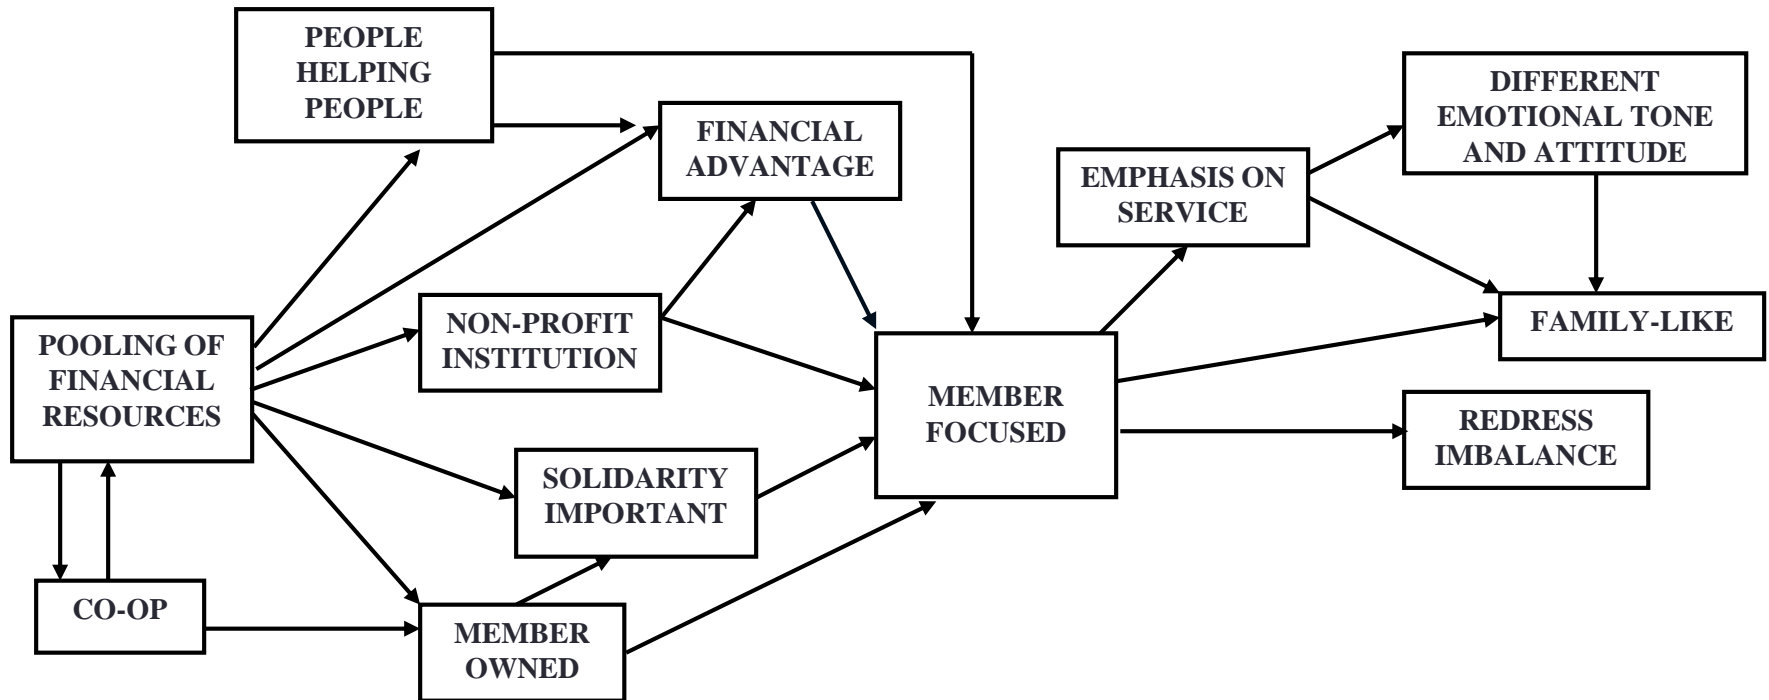 PEOPLE
HELPING
PEOPLE
FINANCIAL
ADVANTAGE
DIFFERENT
EMOTIONAL TONE
AND ATTITUDE
EMPHASIS ON
SERVICE
POOLING OF
FINANCIAL
RESOURCES
NON-PROFIT
INSTITUTION
MEMBER
FOCUSED
FAMILY-LIKE
REDRESS
IMBALANCE
SOLIDARITY
IMPORTANT
CO-OP
MEMBER
OWNED